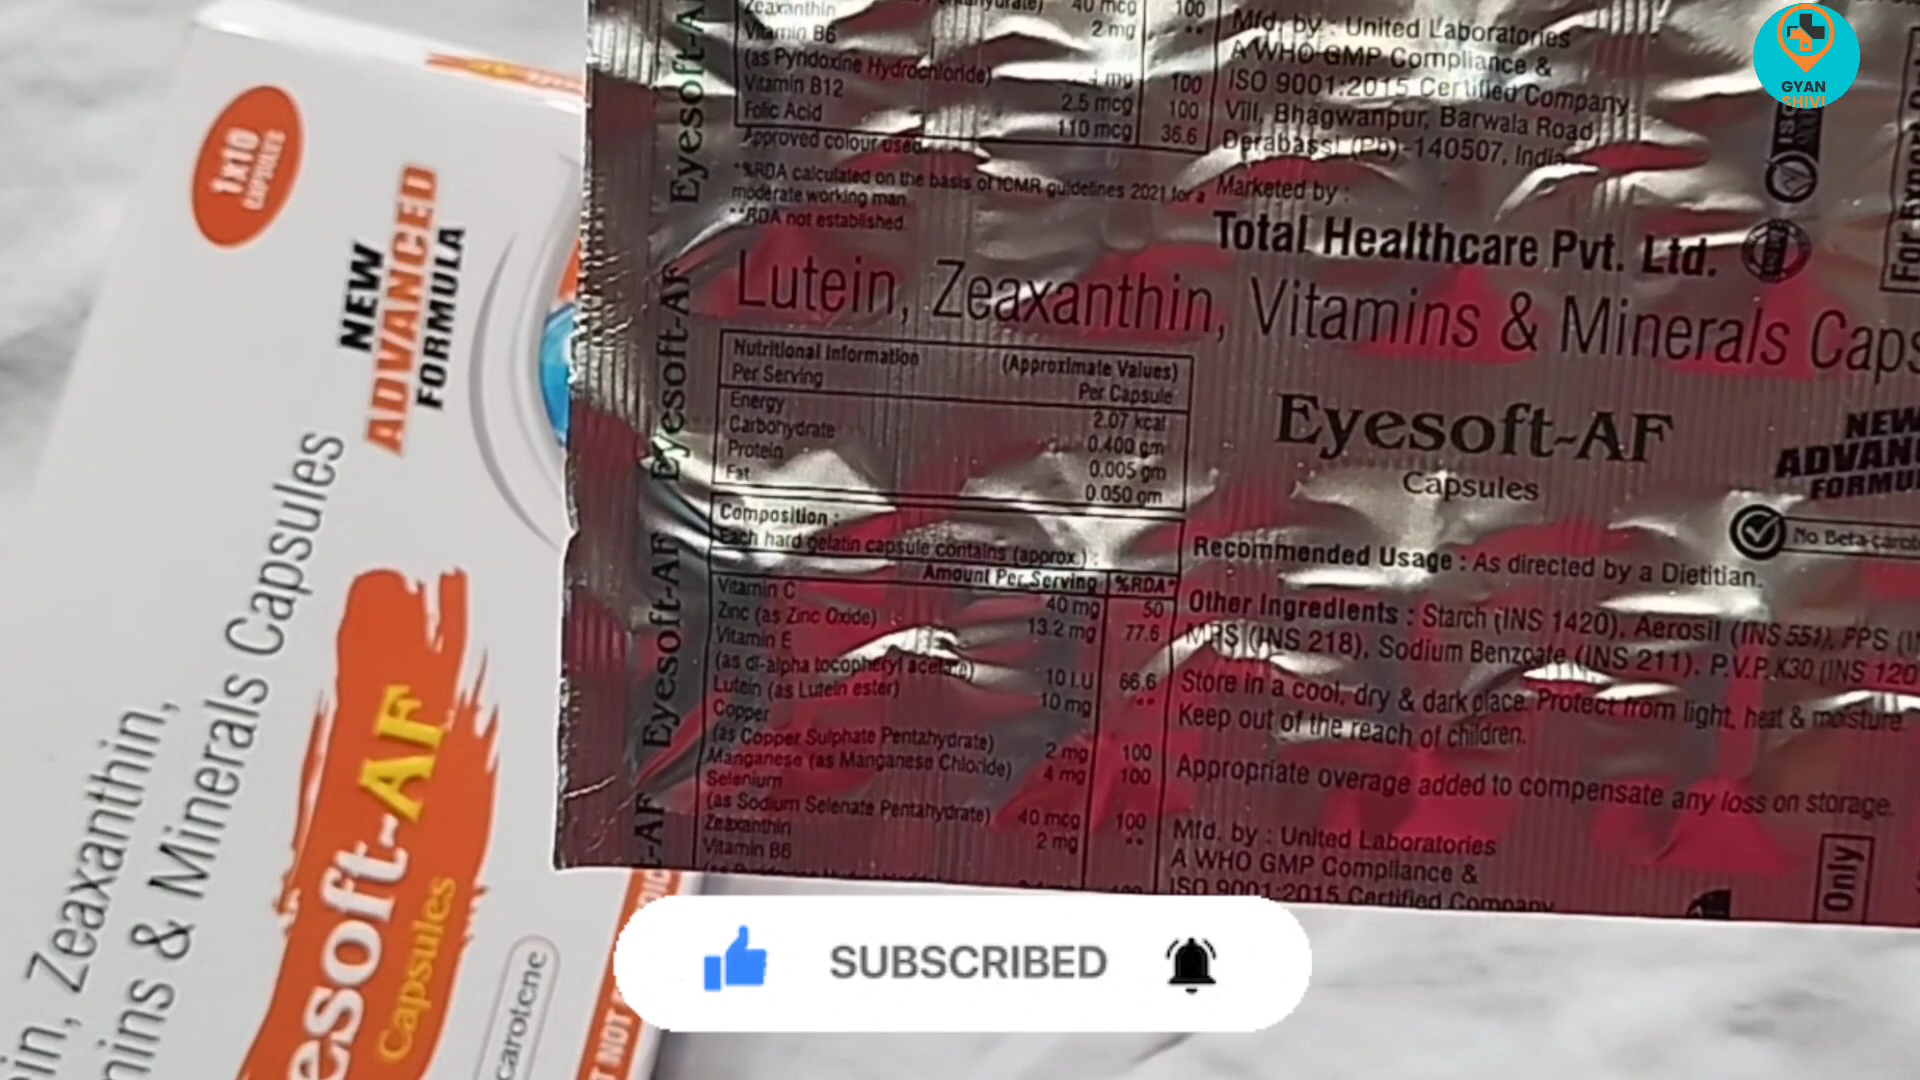 1x10
CAPSULES
NEW
ADVANCED
FORMULA
Zeaxanthin,
& Minerals Capsules
esoft-AF
Capsules
carotene
Eyesoft-AF
Eyesoft-AF
Eyesoft-AF
Zeaxanthin 2 mg **
Vitamin B6
(as Pyridoxine Hydrochloride) 100
Vitamin B12 2.5 mcg 100
Folic Acid 110 mcg 36.6
Approved colour used
*%RDA calculated on the basis of ICMR guidelines 2021 for a
moderate working man.
**RDA not established.
Mfd. by : United Laboratories
A WHO GMP Compliance &
ISO 9001:2015 Certified Company
Vill. Bhagwanpur, Barwala Road,
Derabassi (Pb)-140507, India
Marketed by :
Total Healthcare Pvt. Ltd.
Lutein, Zeaxanthin, Vitamins & Minerals Caps
Nutritional Information (Approximate Values)
Per Serving Per Capsule
Energy 2.07 kcal
Carbohydrate 0.400 gm
Protein 0.005 gm
Fat 0.050 gm
Composition :
Each hard gelatin capsule contains (approx.) :
Amount Per Serving %RDA*
Vitamin C 40 mg 50
Zinc (as Zinc Oxide) 13.2 mg 77.6
Vitamin E
(as dl-alpha tocopheryl acetate) 10 I.U 66.6
Lutein (as Lutein ester) 10 mg **
Copper
(as Copper Sulphate Pentahydrate) 2 mg 100
Manganese (as Manganese Chloride) 4 mg 100
Selenium
(as Sodium Selenate Pentahydrate) 40 mcg 100
Zeaxanthin 2 mg **
Vitamin B6
Eyesoft-AF
Capsules
NEW
ADVAN
FORMU
No Beta-carot
Recommended Usage : As directed by a Dietitian.
Other Ingredients : Starch (INS 1420), Aerosil (INS 551), PPS
MPS (INS 218), Sodium Benzoate (INS 211), P.V.P.K30 (INS 120
Store in a cool, dry & dark place. Protect from light, heat & moisture.
Keep out of the reach of children.
Appropriate overage added to compensate any loss on storage.
Mfd. by : United Laboratories
A WHO GMP Compliance &
ISO 9001:2015 Certified Company
Only
GYAN
SHIVI
SUBSCRIBED